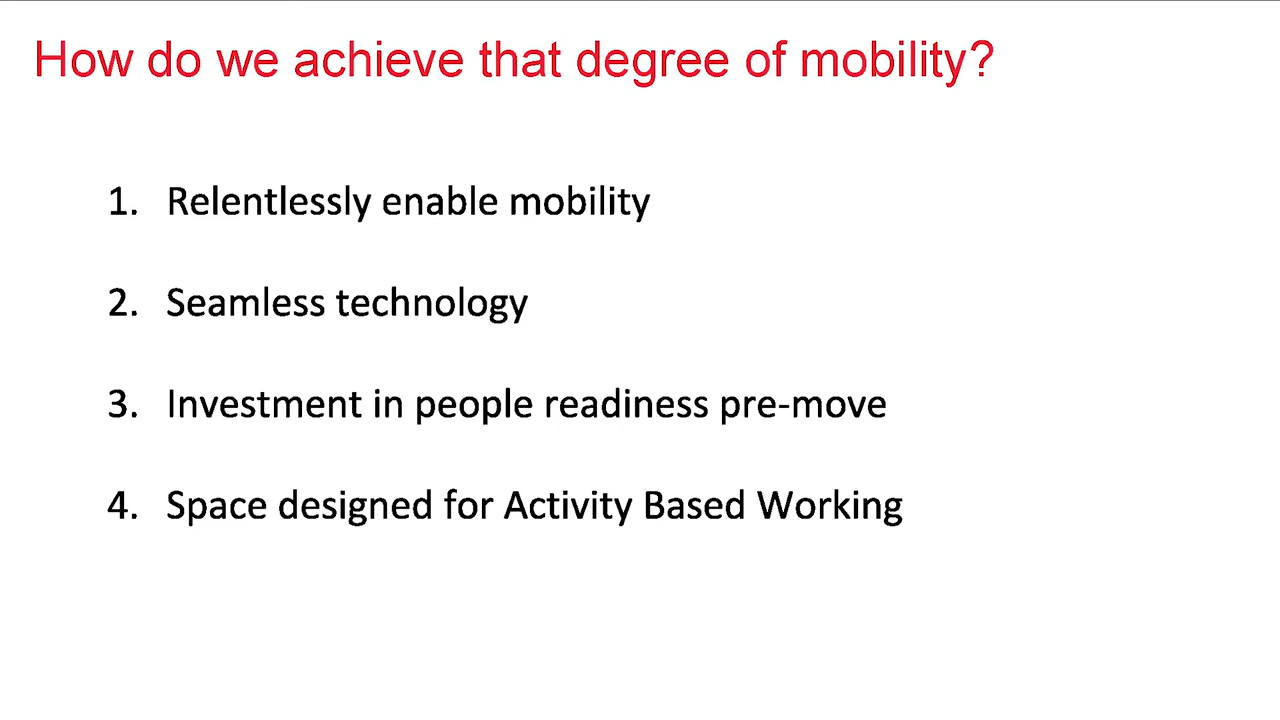 How do we achieve that degree of mobility?
1. Relentlessly enable mobility
2. Seamless technology
3. Investment in people readiness pre-move
4. Space designed for Activity Based Working